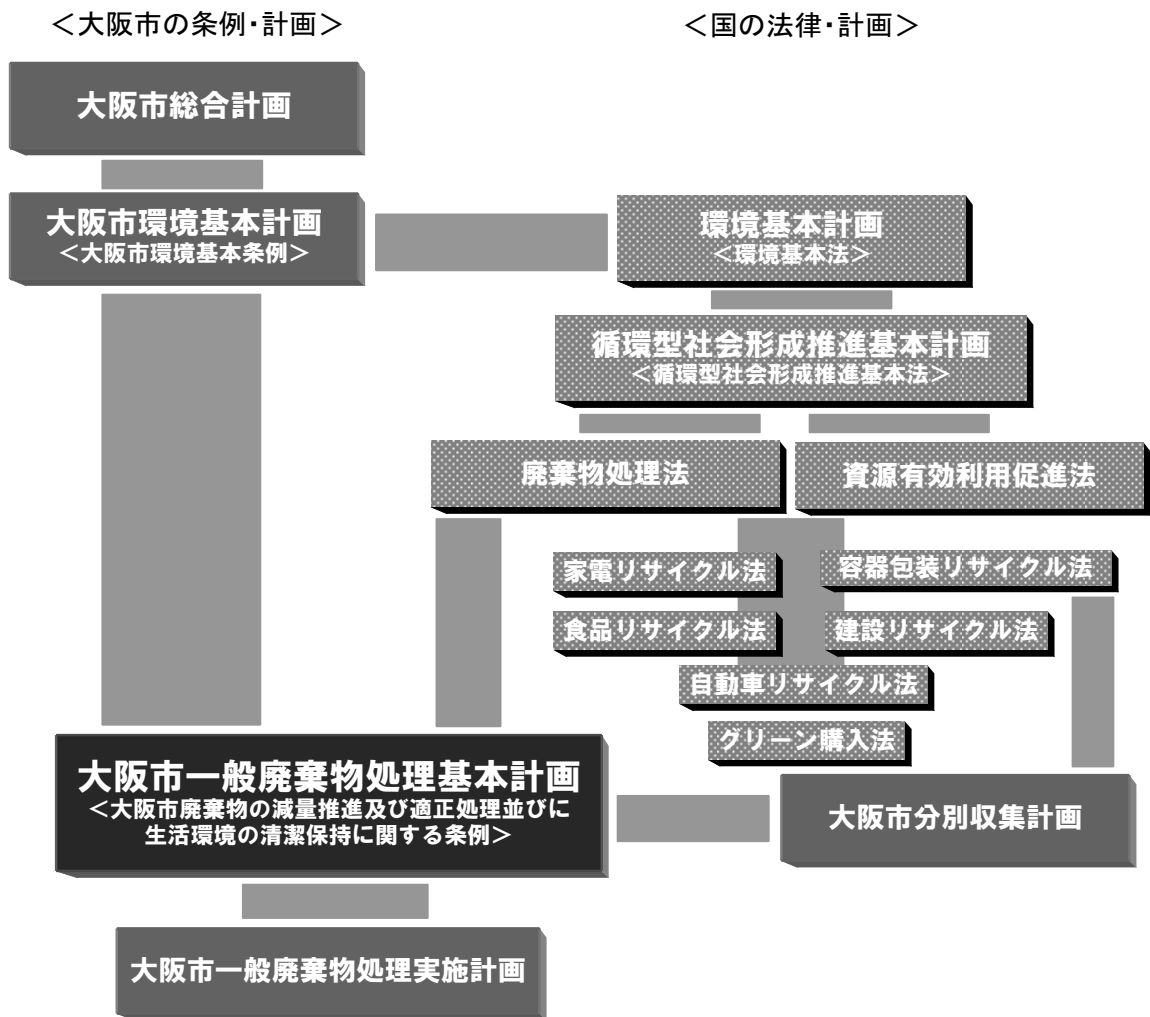 ＜大阪市の条例･計画＞
＜国の法律･計画＞
大阪市総合計画
大阪市環境基本計画
＜大阪市環境基本条例＞
環境基本計画
＜環境基本法＞
循環型社会形成推進基本計画
＜循環型社会形成推進基本法＞
廃棄物処理法
資源有効利用促進法
家電リサイクル法
容器包装リサイクル法
食品リサイクル法
建設リサイクル法
自動車リサイクル法
グリーン購入法
大阪市一般廃棄物処理基本計画
＜大阪市廃棄物の減量推進及び適正処理並びに
生活環境の清潔保持に関する条例＞
大阪市分別収集計画
大阪市一般廃棄物処理実施計画